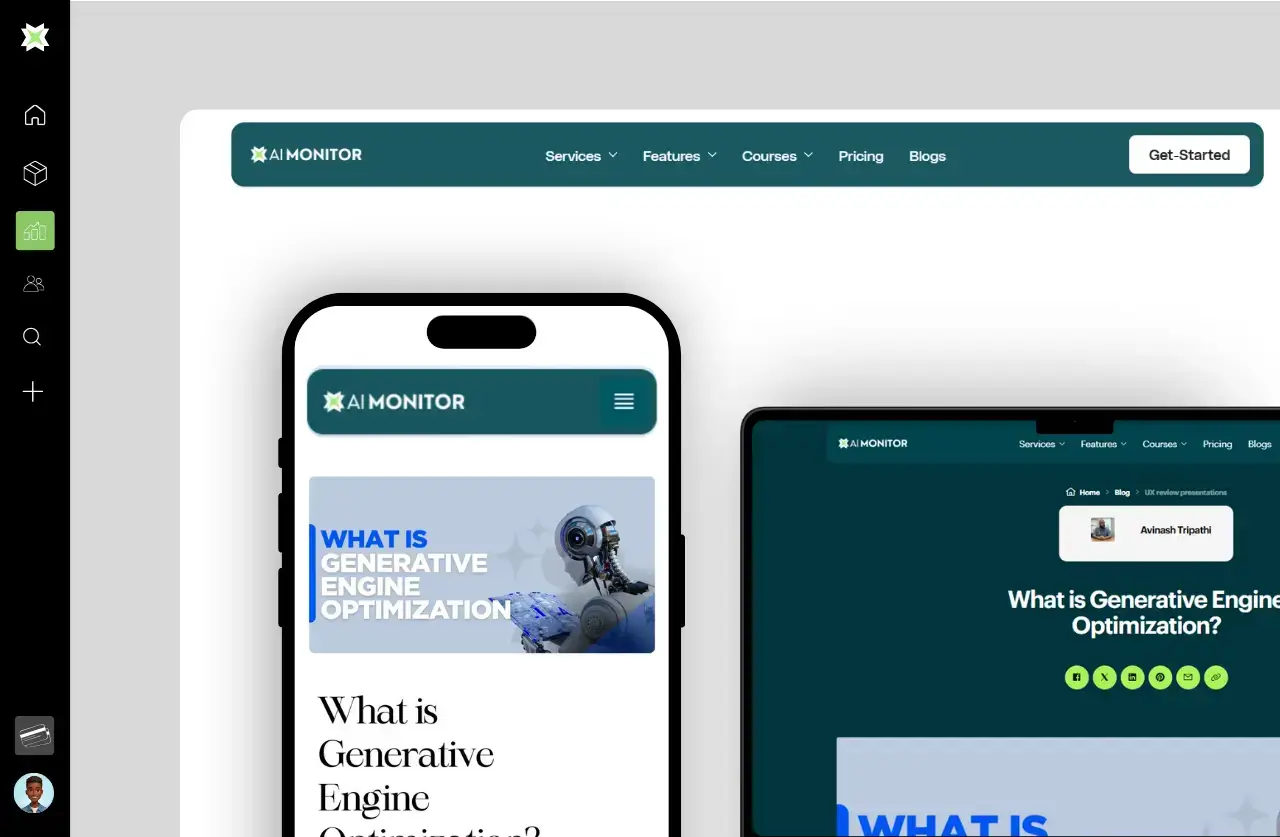 AI MONITOR
Services
Features
Courses
Pricing
Blogs
Get-Started
AI MONITOR
WHAT IS
GENERATIVE
ENGINE
OPTIMIZATION
What is
Generative
Engine
Optimization?
AI MONITOR
Services
Features
Courses
Pricing
Blogs
Home
Blog
UX review presentations
Avinash Tripathi
What is Generative Engine
Optimization?
WHAT IS